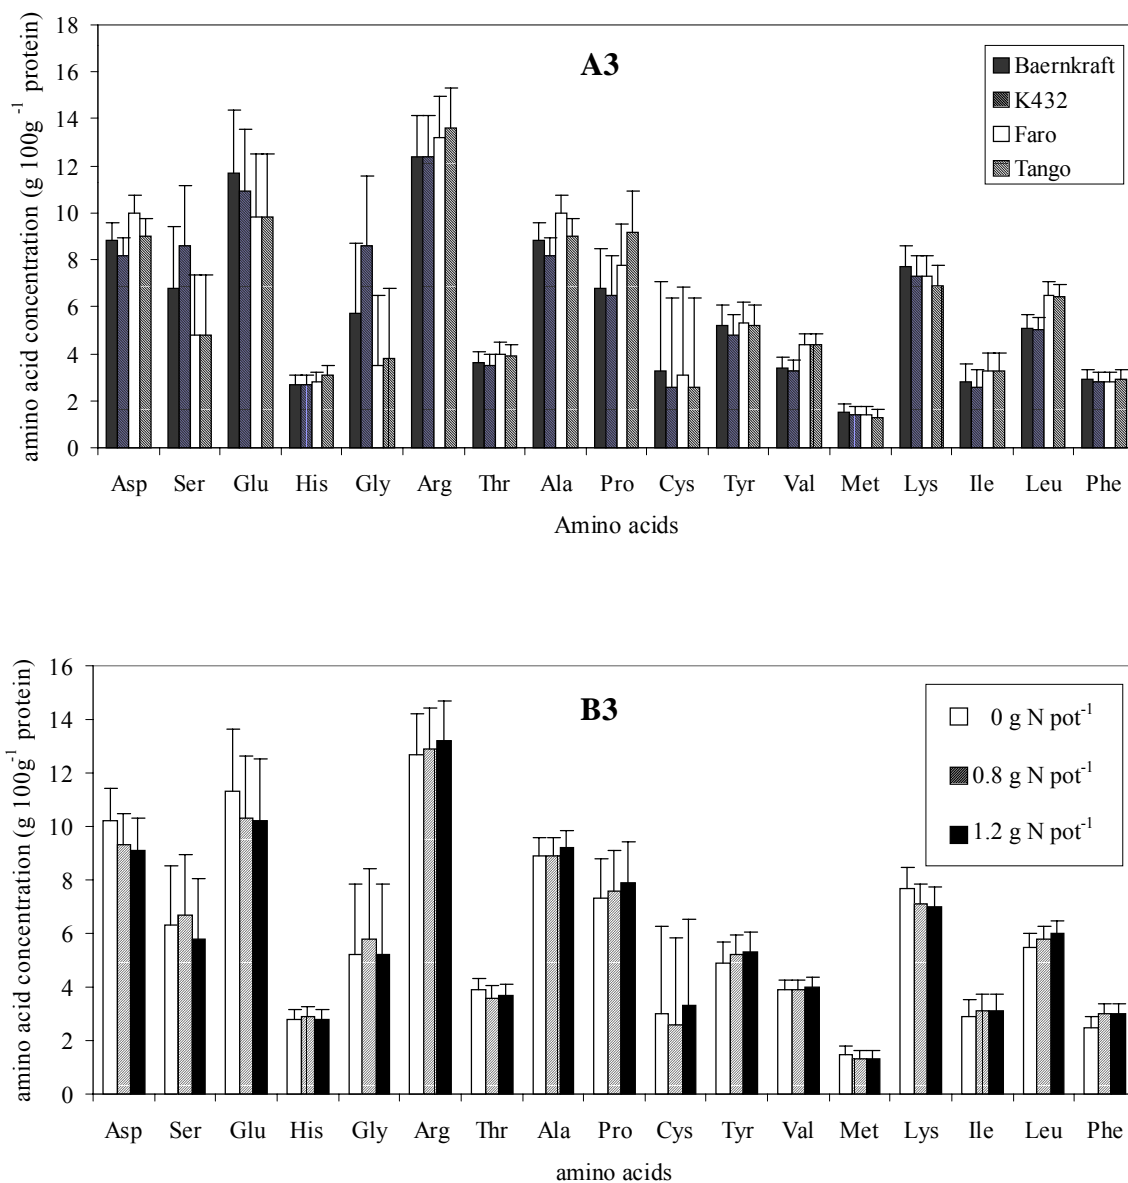 amino acid concentration (g 100g⁻¹ protein)
18
16
14
12
10
8
6
4
2
0
A3
Baernkraft
K432
Faro
Tango
Asp Ser Glu His Gly Arg Thr Ala Pro Cys Tyr Val Met Lys Ile Leu Phe
Amino acids
amino acid concentration (g 100g⁻¹ protein)
16
14
12
10
8
6
4
2
0
B3
0 g N pot⁻¹
0.8 g N pot⁻¹
1.2 g N pot⁻¹
Asp Ser Glu His Gly Arg Thr Ala Pro Cys Tyr Val Met Lys Ile Leu Phe
amino acids